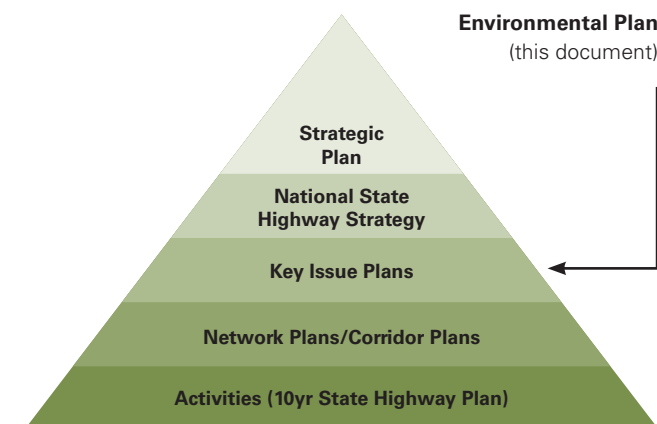 Environmental Plan
(this document)
Strategic
Plan
National State
Highway Strategy
Key Issue Plans
Network Plans/Corridor Plans
Activities (10yr State Highway Plan)